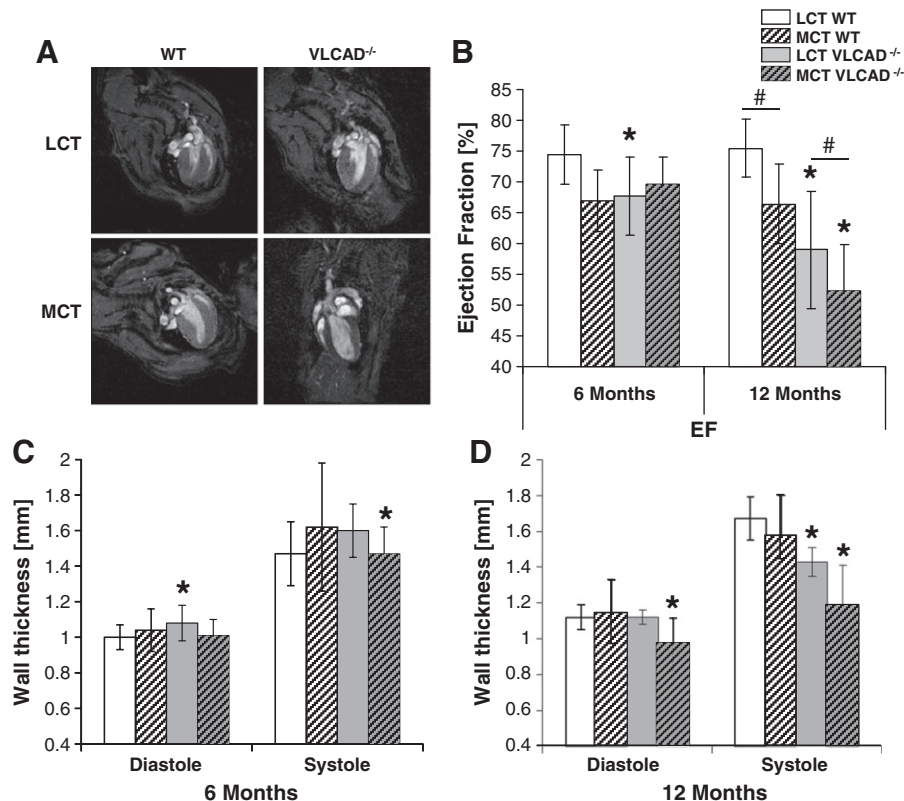 A
WT
VLCAD-/-
LCT
MCT
B
LCT WT
MCT WT
LCT VLCAD-/-
MCT VLCAD-/-
Ejection Fraction [%]
85
80
75
70
65
60
55
50
45
40
*
#
*
#
*
6 Months
12 Months
EF
C
Wall thickness [mm]
2
1.8
1.6
1.4
1.2
1
0.8
0.6
0.4
*
*
Diastole
Systole
6 Months
D
Wall thickness [mm]
2
1.8
1.6
1.4
1.2
1
0.8
0.6
0.4
*
*
*
Diastole
Systole
12 Months